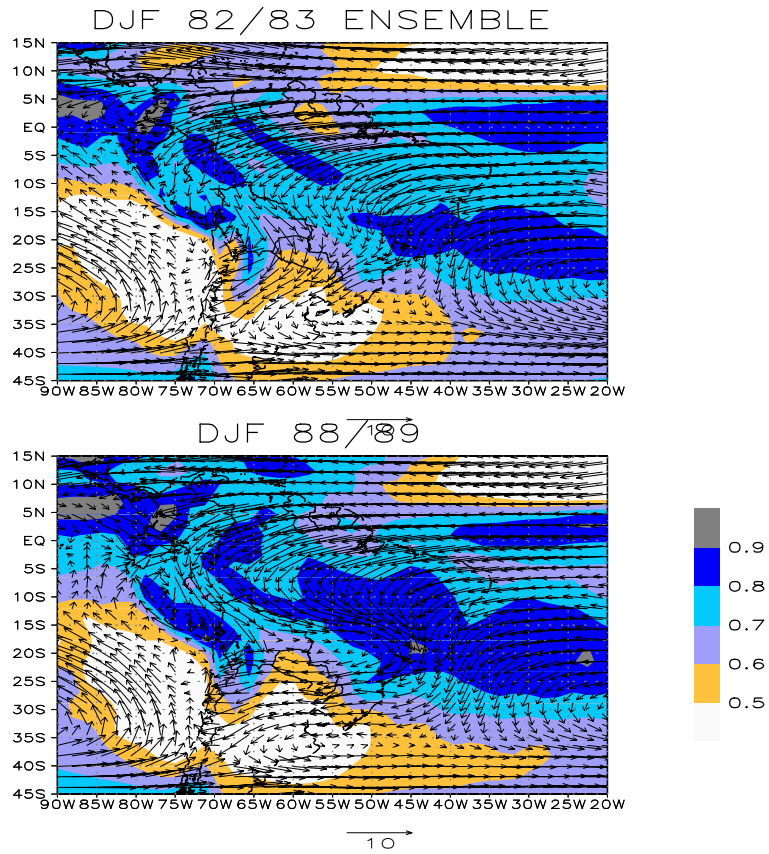 DJF 82/83 ENSEMBLE
15N
10N
5N
EQ
5S
10S
15S
20S
25S
30S
35S
40S
45S
90W 85W 80W 75W 70W 65W 60W 55W 50W 45W 40W 35W 30W 25W 20W
10
DJF 88/89
15N
10N
5N
EQ
5S
10S
15S
20S
25S
30S
35S
40S
45S
90W 85W 80W 75W 70W 65W 60W 55W 50W 45W 40W 35W 30W 25W 20W
0.9
0.8
0.7
0.6
0.5
10